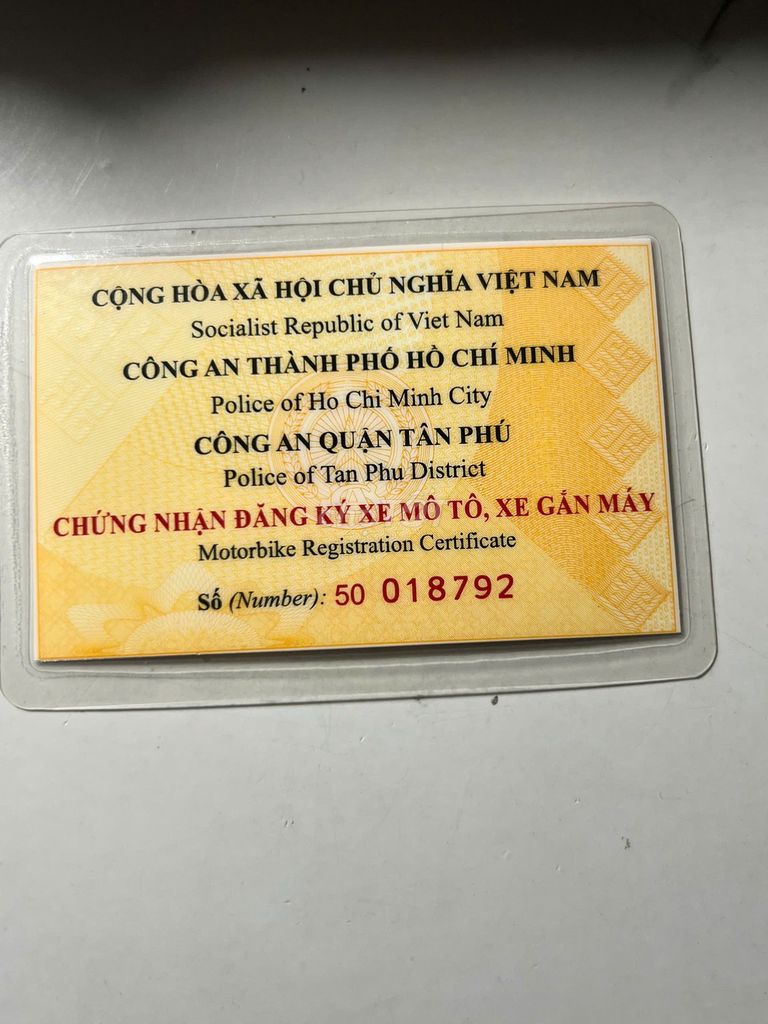 CỘNG HÒA XÃ HỘI CHỦ NGHĨA VIỆT NAM
Socialist Republic of Viet Nam
CÔNG AN THÀNH PHỐ HỒ CHÍ MINH
Police of Ho Chi Minh City
CÔNG AN QUẬN TÂN PHÚ
Police of Tan Phu District
CHỨNG NHẬN ĐĂNG KÝ XE MÔ TÔ, XE GẮN MÁY
Motorbike Registration Certificate
Số (Number): 50 018792